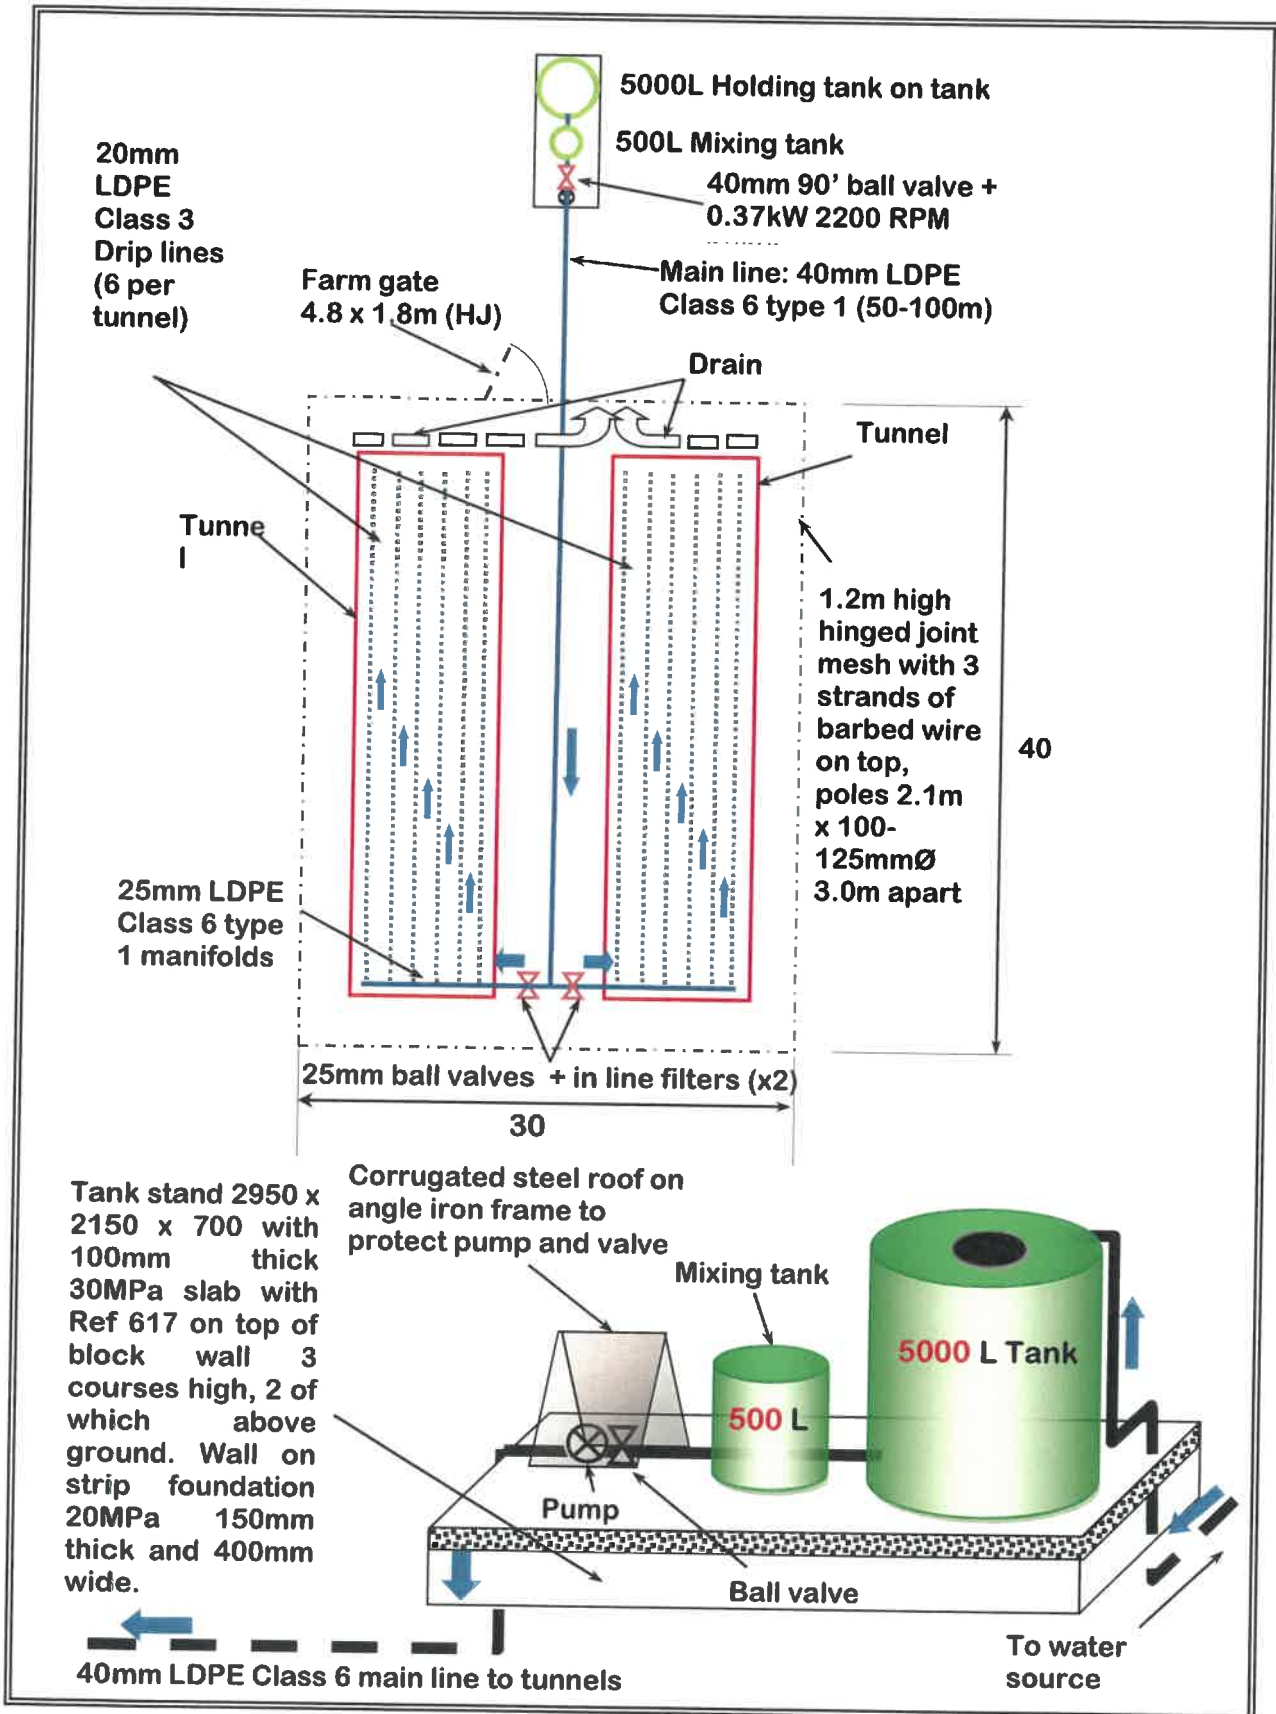 5000L Holding tank on tank
500L Mixing tank
40mm 90' ball valve +
0.37kW 2200 RPM
20mm
LDPE
Class 3
Drip lines
(6 per
tunnel)
Main line: 40mm LDPE
Class 6 type 1 (50-100m)
Farm gate
4.8 x 1.8m (HJ)
Drain
Tunnel
Tunne
l
1.2m high
hinged joint
mesh with 3
strands of
barbed wire
on top,
poles 2.1m
x 100-
125mmØ
3.0m apart
40
25mm LDPE
Class 6 type
1 manifolds
25mm ball valves + in line filters (x2)
30
Tank stand 2950 x
2150 x 700 with
100mm thick
30MPa slab with
Ref 617 on top of
block wall 3
courses high, 2 of
which above
ground. Wall on
strip foundation
20MPa 150mm
thick and 400mm
wide.
Corrugated steel roof on
angle iron frame to
protect pump and valve
Mixing tank
5000 L Tank
500 L
Pump
Ball valve
To water
source
40mm LDPE Class 6 main line to tunnels